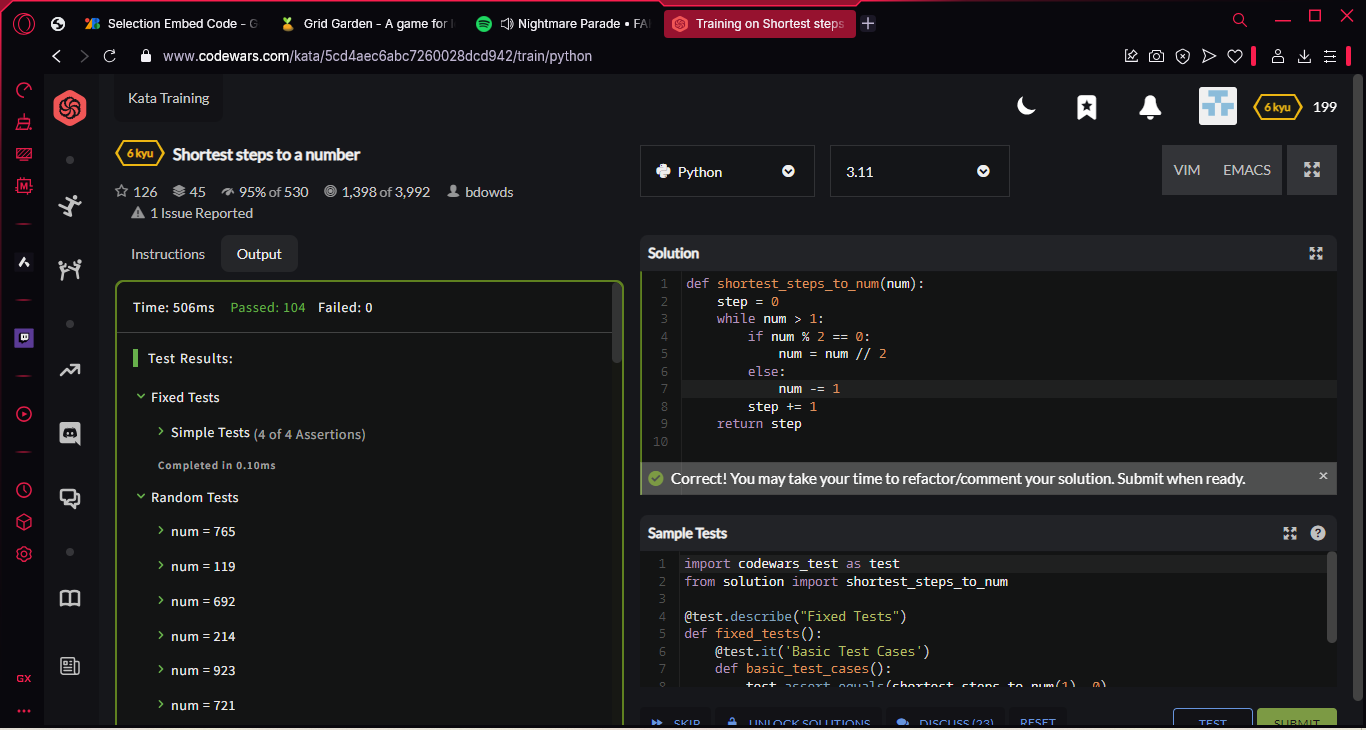 Selection Embed Code - G
Grid Garden - A game for l
Nightmare Parade • FA
Training on Shortest steps
www.codewars.com/kata/5cd4aec6abc7260028dcd942/train/python
Kata Training
6 kyu
199
6 kyu
Shortest steps to a number
126
45
95% of 530
1,398 of 3,992
bdowds
1 Issue Reported
Python
3.11
VIM
EMACS
Instructions
Output
Time: 506ms Passed: 104 Failed: 0
Test Results:
Fixed Tests
Simple Tests (4 of 4 Assertions)
Completed in 0.10ms
Random Tests
num = 765
num = 119
num = 692
num = 214
num = 923
num = 721
Solution
1 def shortest_steps_to_num(num):
2 step = 0
3 while num > 1:
4 if num % 2 == 0:
5 num = num // 2
6 else:
7 num -= 1
8 step += 1
9 return step
10
Correct! You may take your time to refactor/comment your solution. Submit when ready.
×
Sample Tests
1 import codewars_test as test
2 from solution import shortest_steps_to_num
3
4 @test.describe("Fixed Tests")
5 def fixed_tests():
6 @test.it('Basic Test Cases')
7 def basic_test_cases():
8 test.assert_equals(shortest_steps_to_num(1), 0)
SKIP
UNLOCK SOLUTIONS
DISCUSS (23)
RESET
TEST
SUBMIT
GX